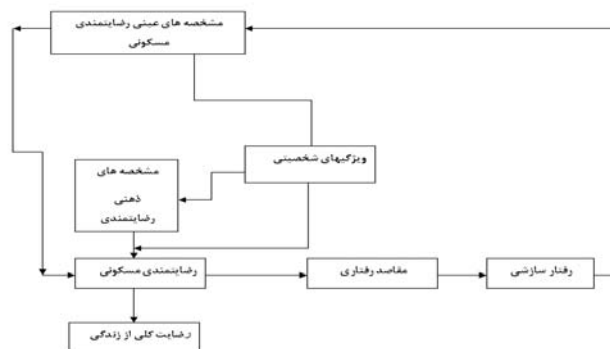 مشخصه های عینی رضایتمندی
مسکونی
ویژگیهای شخصیتی
مشخصه های
ذهنی
رضایتمندی
رضایتمندی مسکونی
مقاصد رفتاری
رفتار سازشی
رضایت کلی از زندگی